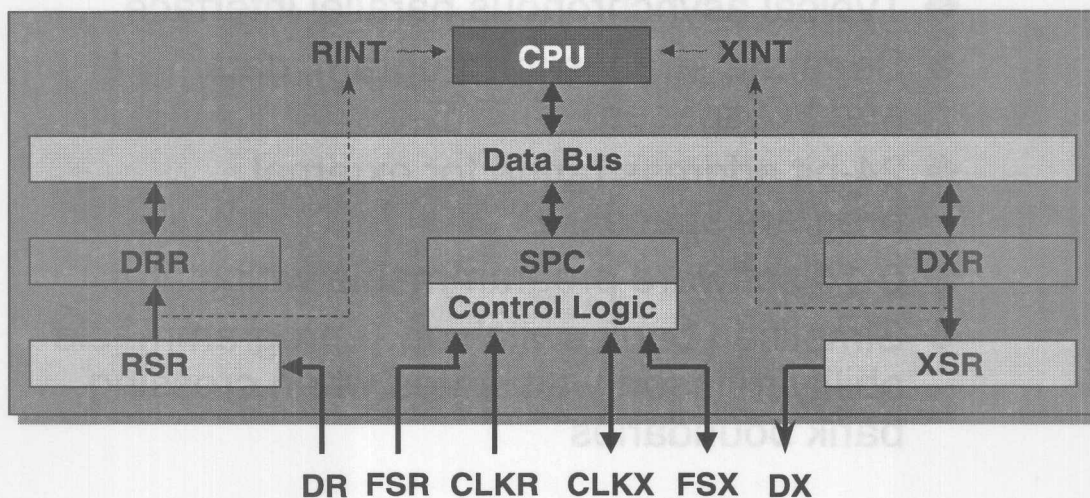 RINT CPU XINT
Data Bus
DRR SPC DXR
Control Logic
RSR XSR
DR FSR CLKR CLKX FSX DX